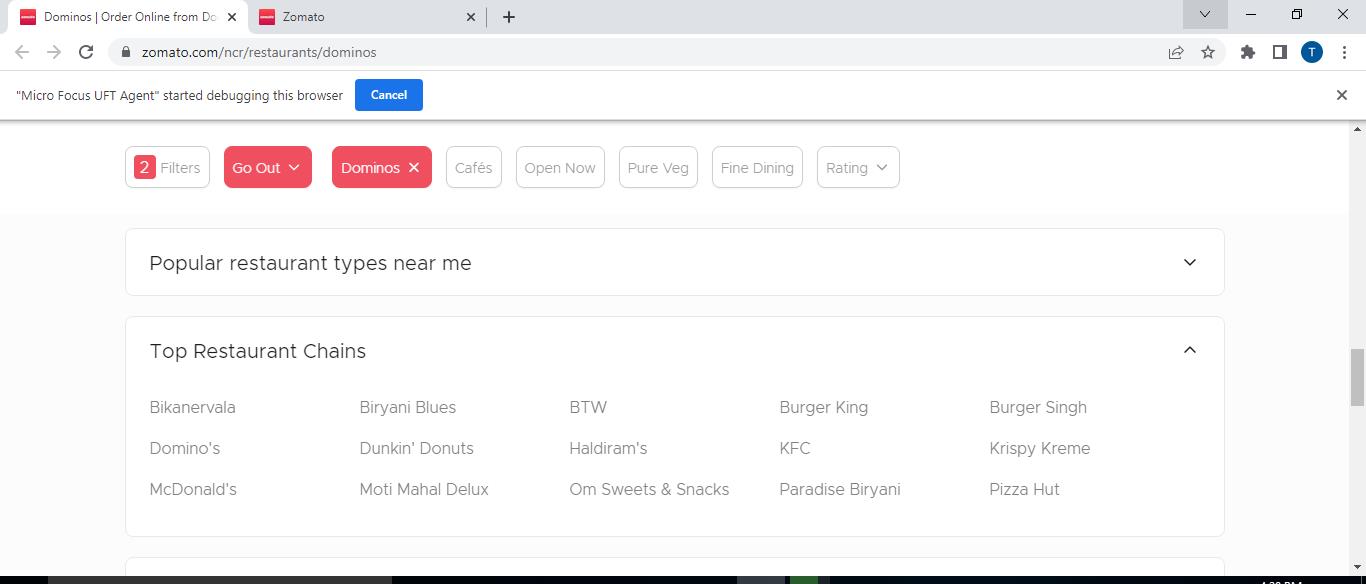 Dominos | Order Online from Do
Zomato
zomato.com/ncr/restaurants/dominos
T
"Micro Focus UFT Agent" started debugging this browser
Cancel
2 Filters
Go Out
Dominos
Cafés
Open Now
Pure Veg
Fine Dining
Rating
Popular restaurant types near me
Top Restaurant Chains
Bikanervala
Biryani Blues
BTW
Burger King
Burger Singh
Domino's
Dunkin' Donuts
Haldiram's
KFC
Krispy Kreme
McDonald's
Moti Mahal Delux
Om Sweets & Snacks
Paradise Biryani
Pizza Hut